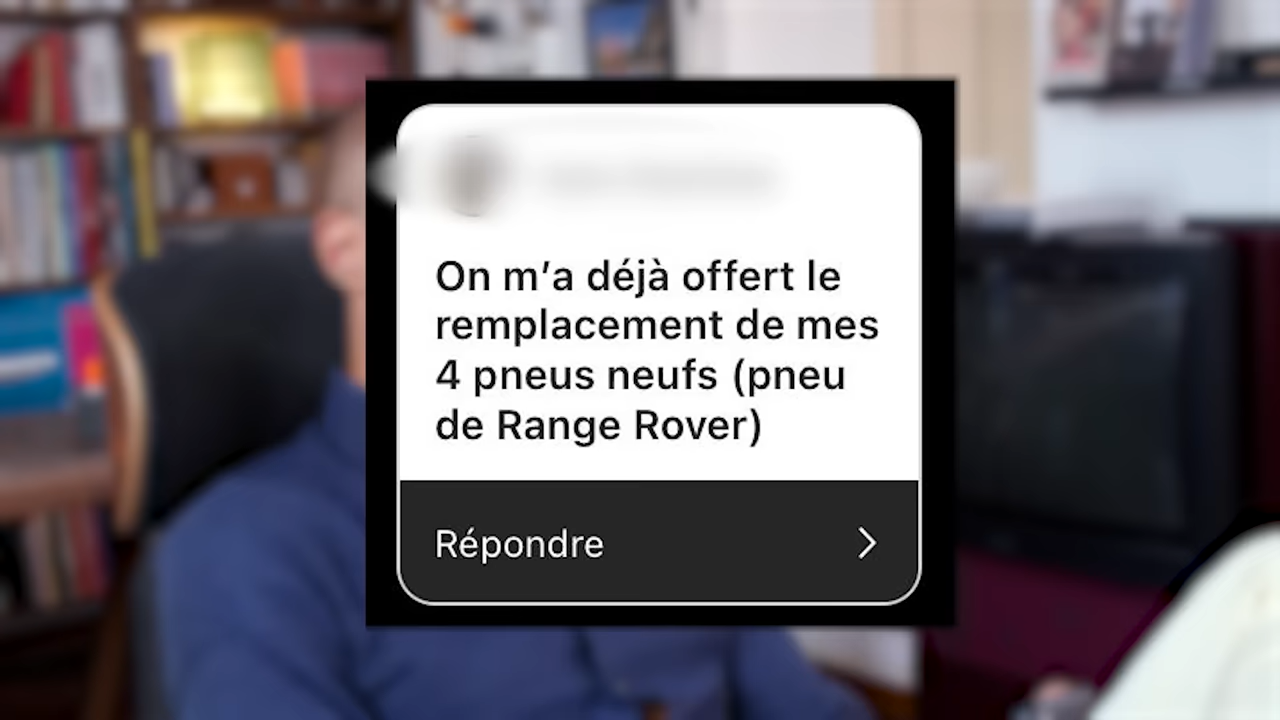 On m’a déjà offert le
remplacement de mes
4 pneus neufs (pneu
de Range Rover)
Répondre